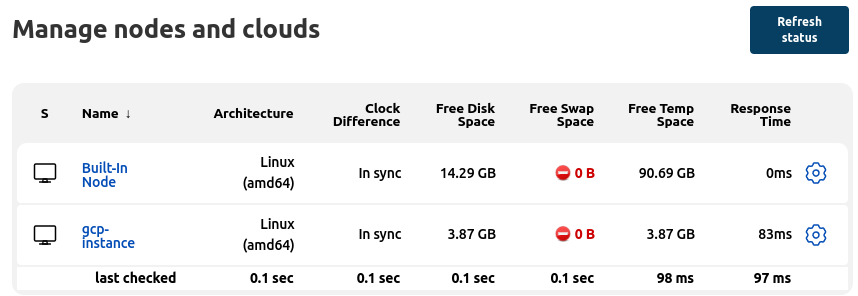 Manage nodes and clouds
Refresh
status
S Name ↓ Architecture Clock Difference Free Disk Space Free Swap Space Free Temp Space Response Time
Built-In Node Linux (amd64) In sync 14.29 GB 0 B 90.69 GB 0ms
gcp-instance Linux (amd64) In sync 3.87 GB 0 B 3.87 GB 83ms
last checked 0.1 sec 0.1 sec 0.1 sec 0.1 sec 98 ms 97 ms